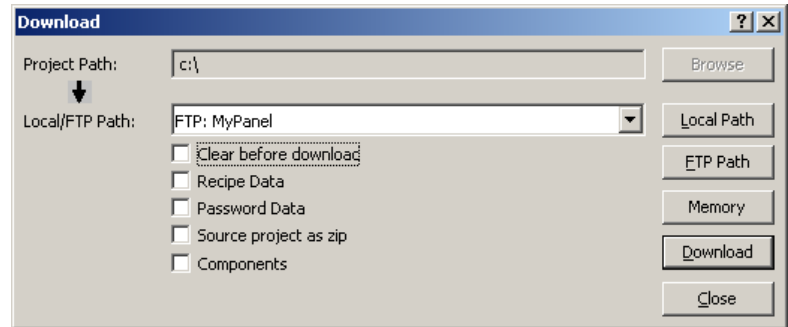 Download
Project Path: c:\ Browse
Local/FTP Path: FTP: MyPanel Local Path
Clear before download
FTP Path
Recipe Data
Password Data Memory
Source project as zip
Download
Components
Close